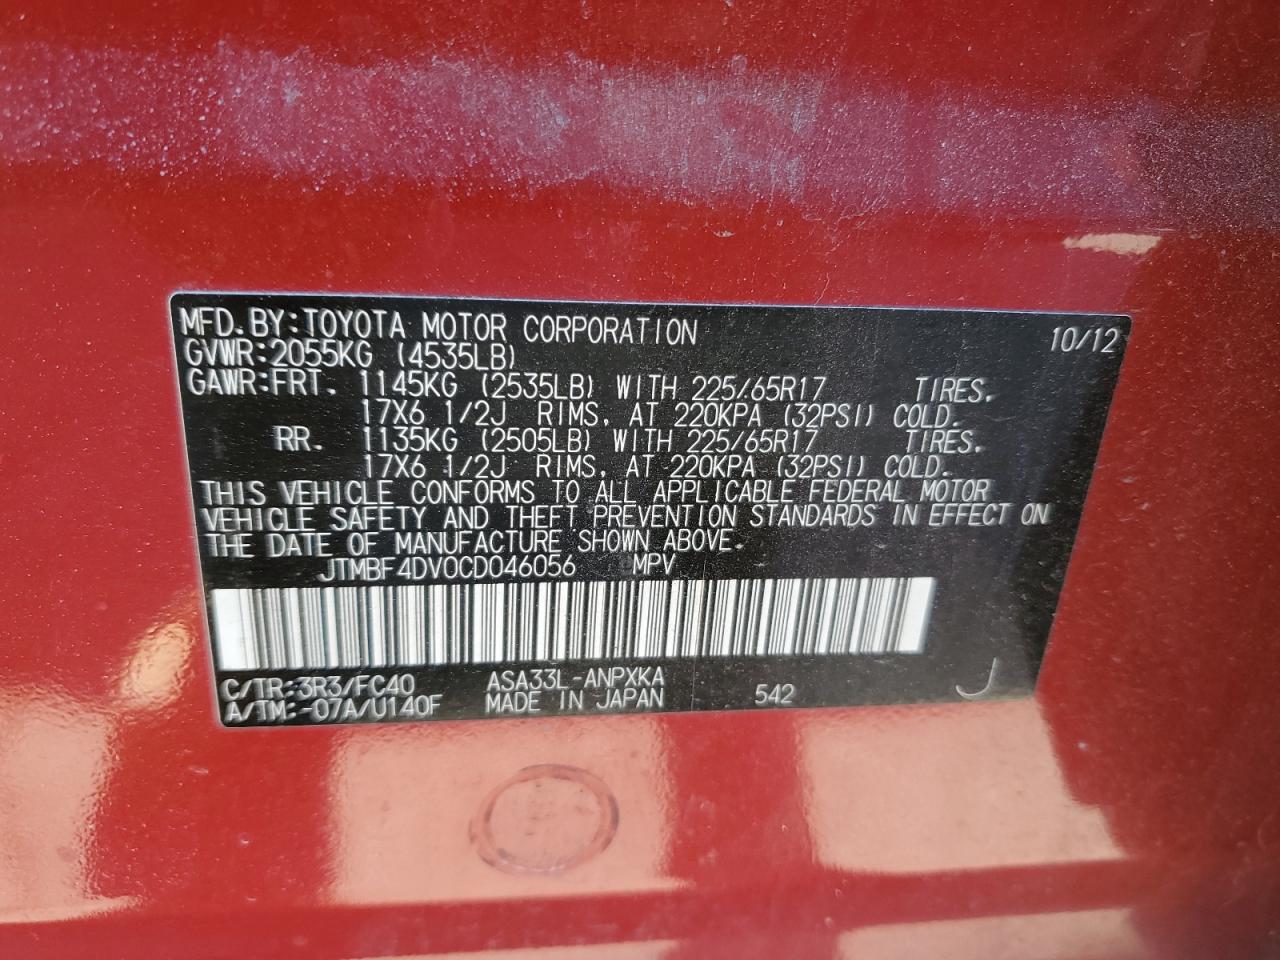 MFD. BY: TOYOTA MOTOR CORPORATION 10/12
GVWR: 2055KG (4535LB)
GAWR: FRT. 1145KG (2535LB) WITH 225/65R17 TIRES.
17X6 1/2J RIMS, AT 220KPA (32PSI) COLD.
RR. 1135KG (2505LB) WITH 225/65R17 TIRES.
17X6 1/2J RIMS, AT 220KPA (32PSI) COLD.
THIS VEHICLE CONFORMS TO ALL APPLICABLE FEDERAL MOTOR
VEHICLE SAFETY AND THEFT PREVENTION STANDARDS IN EFFECT ON
THE DATE OF MANUFACTURE SHOWN ABOVE.
JTMBF4DV0CD046056 MPV
C/TR: 3R3/FC40 ASA33L-ANPXKA
A/TM: -07A/U140F MADE IN JAPAN 542 J